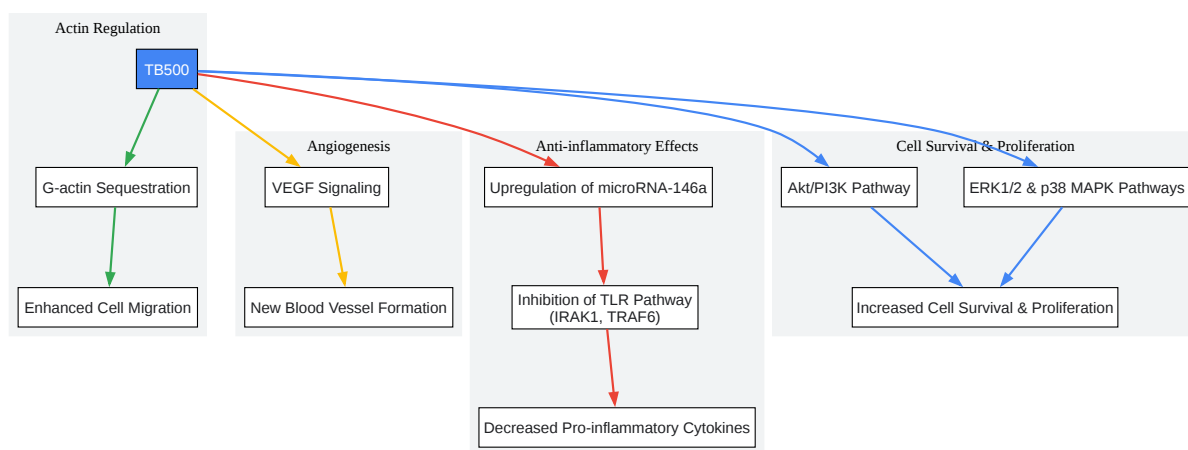 Actin Regulation
TB500
G-actin Sequestration
Enhanced Cell Migration
Angiogenesis
VEGF Signaling
New Blood Vessel Formation
Anti-inflammatory Effects
Upregulation of microRNA-146a
Inhibition of TLR Pathway
(IRAK1, TRAF6)
Decreased Pro-inflammatory Cytokines
Cell Survival & Proliferation
Akt/PI3K Pathway
ERK1/2 & p38 MAPK Pathways
Increased Cell Survival & Proliferation